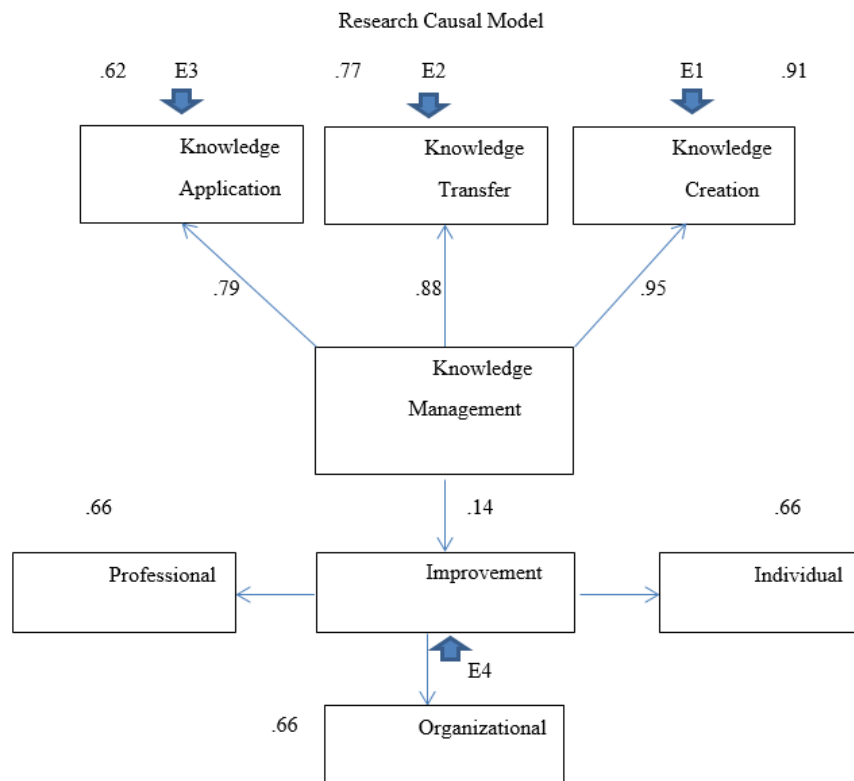 Research Causal Model
.62 E3 .77 E2 E1 .91
Knowledge
Application
Knowledge
Transfer
Knowledge
Creation
.79 .88 .95
Knowledge
Management
.66 .14 .66
Professional
Improvement
Individual
E4
.66
Organizational